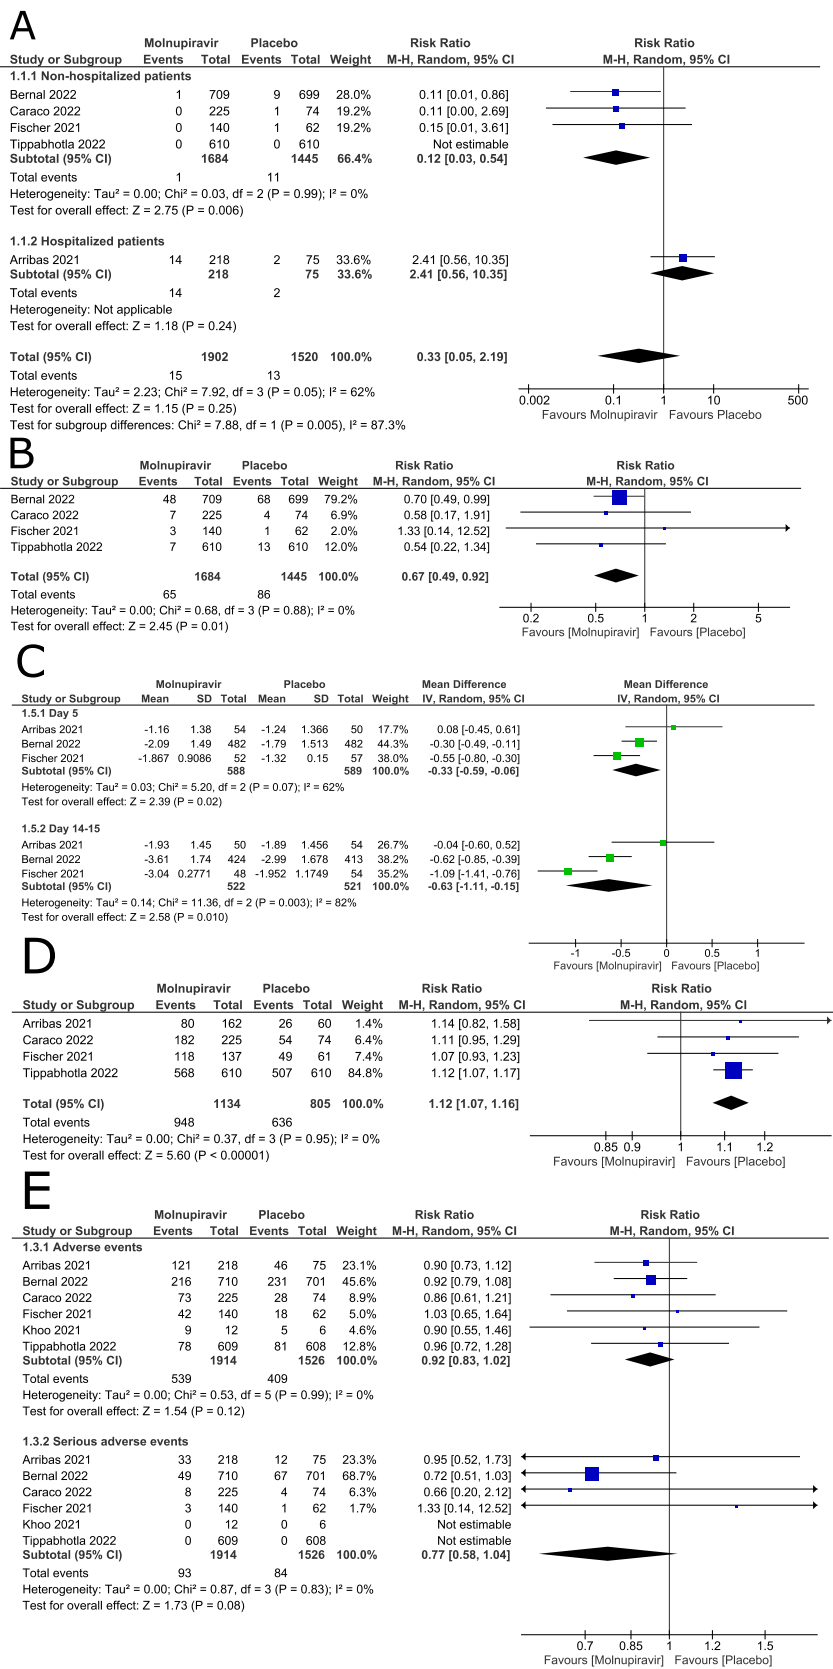 A
Molnupiravir Placebo Risk Ratio Risk Ratio
Study or Subgroup Events Total Events Total Weight M-H, Random, 95% CI M-H, Random, 95% CI
1.1.1 Non-hospitalized patients
Bernal 2022 1 709 9 699 28.0% 0.11 [0.01, 0.86]
Caraco 2022 0 225 1 74 19.2% 0.11 [0.00, 2.69]
Fischer 2021 0 140 1 62 19.2% 0.15 [0.01, 3.61]
Tippabhotla 2022 0 610 0 610 Not estimable
Subtotal (95% CI) 1684 1445 66.4% 0.12 [0.03, 0.54]
Total events 1 11
Heterogeneity: Tau² = 0.00; Chi² = 0.03, df = 2 (P = 0.99); I² = 0%
Test for overall effect: Z = 2.75 (P = 0.006)
1.1.2 Hospitalized patients
Arribas 2021 14 218 2 75 33.6% 2.41 [0.56, 10.35]
Subtotal (95% CI) 218 75 33.6% 2.41 [0.56, 10.35]
Total events 14 2
Heterogeneity: Not applicable
Test for overall effect: Z = 1.18 (P = 0.24)
Total (95% CI) 1902 1520 100.0% 0.33 [0.05, 2.19]
Total events 15 13
Heterogeneity: Tau² = 2.23; Chi² = 7.92, df = 3 (P = 0.05); I² = 62%
Test for overall effect: Z = 1.15 (P = 0.25)
Test for subgroup differences: Chi² = 7.88, df = 1 (P = 0.005), I² = 87.3%
0.002 0.1 1 10 500
Favours Molnupiravir Favours Placebo
B
Molnupiravir Placebo Risk Ratio Risk Ratio
Study or Subgroup Events Total Events Total Weight M-H, Random, 95% CI M-H, Random, 95% CI
Bernal 2022 48 709 68 699 79.2% 0.70 [0.49, 0.99]
Caraco 2022 7 225 4 74 6.9% 0.58 [0.17, 1.91]
Fischer 2021 3 140 1 62 2.0% 1.33 [0.14, 12.52]
Tippabhotla 2022 7 610 13 610 12.0% 0.54 [0.22, 1.34]
Total (95% CI) 1684 1445 100.0% 0.67 [0.49, 0.92]
Total events 65 86
Heterogeneity: Tau² = 0.00; Chi² = 0.68, df = 3 (P = 0.88); I² = 0%
Test for overall effect: Z = 2.45 (P = 0.01)
0.2 0.5 1 2 5
Favours [Molnupiravir] Favours [Placebo]
C
Molnupiravir Placebo Mean Difference Mean Difference
Study or Subgroup Mean SD Total Mean SD Total Weight IV, Random, 95% CI IV, Random, 95% CI
1.5.1 Day 5
Arribas 2021 -1.16 1.38 54 -1.24 1.366 50 17.7% 0.08 [-0.45, 0.61]
Bernal 2022 -2.09 1.49 482 -1.79 1.513 482 44.3% -0.30 [-0.49, -0.11]
Fischer 2021 -1.867 0.9086 52 -1.32 0.15 57 38.0% -0.55 [-0.80, -0.30]
Subtotal (95% CI) 588 589 100.0% -0.33 [-0.59, -0.06]
Heterogeneity: Tau² = 0.03; Chi² = 5.20, df = 2 (P = 0.07); I² = 62%
Test for overall effect: Z = 2.39 (P = 0.02)
1.5.2 Day 14-15
Arribas 2021 -1.93 1.45 50 -1.89 1.456 54 26.7% -0.04 [-0.60, 0.52]
Bernal 2022 -3.61 1.74 424 -2.99 1.678 413 38.2% -0.62 [-0.85, -0.39]
Fischer 2021 -3.04 0.2771 48 -1.952 1.1749 54 35.2% -1.09 [-1.41, -0.76]
Subtotal (95% CI) 522 521 100.0% -0.63 [-1.11, -0.15]
Heterogeneity: Tau² = 0.14; Chi² = 11.36, df = 2 (P = 0.003); I² = 82%
Test for overall effect: Z = 2.58 (P = 0.010)
-1 -0.5 0 0.5 1
Favours [Molnupiravir] Favours [Placebo]
D
Molnupiravir Placebo Risk Ratio Risk Ratio
Study or Subgroup Events Total Events Total Weight M-H, Random, 95% CI M-H, Random, 95% CI
Arribas 2021 80 162 26 60 1.4% 1.14 [0.82, 1.58]
Caraco 2022 182 225 54 74 6.4% 1.11 [0.95, 1.29]
Fischer 2021 118 137 49 61 7.4% 1.07 [0.93, 1.23]
Tippabhotla 2022 568 610 507 610 84.8% 1.12 [1.07, 1.17]
Total (95% CI) 1134 805 100.0% 1.12 [1.07, 1.16]
Total events 948 636
Heterogeneity: Tau² = 0.00; Chi² = 0.37, df = 3 (P = 0.95); I² = 0%
Test for overall effect: Z = 5.60 (P < 0.00001)
0.85 0.9 1 1.1 1.2
Favours [Molnupiravir] Favours [Placebo]
E
Molnupiravir Placebo Risk Ratio Risk Ratio
Study or Subgroup Events Total Events Total Weight M-H, Random, 95% CI M-H, Random, 95% CI
1.3.1 Adverse events
Arribas 2021 121 218 46 75 23.1% 0.90 [0.73, 1.12]
Bernal 2022 216 710 231 701 45.6% 0.92 [0.79, 1.08]
Caraco 2022 73 225 28 74 8.9% 0.86 [0.61, 1.21]
Fischer 2021 42 140 18 62 5.0% 1.03 [0.65, 1.64]
Khoo 2021 9 12 5 6 4.6% 0.90 [0.55, 1.46]
Tippabhotla 2022 78 609 81 608 12.8% 0.96 [0.72, 1.28]
Subtotal (95% CI) 1914 1526 100.0% 0.92 [0.83, 1.02]
Total events 539 409
Heterogeneity: Tau² = 0.00; Chi² = 0.53, df = 5 (P = 0.99); I² = 0%
Test for overall effect: Z = 1.54 (P = 0.12)
1.3.2 Serious adverse events
Arribas 2021 33 218 12 75 23.3% 0.95 [0.52, 1.73]
Bernal 2022 49 710 67 701 68.7% 0.72 [0.51, 1.03]
Caraco 2022 8 225 4 74 6.3% 0.66 [0.20, 2.12]
Fischer 2021 3 140 1 62 1.7% 1.33 [0.14, 12.52]
Khoo 2021 0 12 0 6 Not estimable
Tippabhotla 2022 0 609 0 608 Not estimable
Subtotal (95% CI) 1914 1526 100.0% 0.77 [0.58, 1.04]
Total events 93 84
Heterogeneity: Tau² = 0.00; Chi² = 0.87, df = 3 (P = 0.83); I² = 0%
Test for overall effect: Z = 1.73 (P = 0.08)
0.7 0.85 1 1.2 1.5
Favours [Molnupiravir] Favours [Placebo]